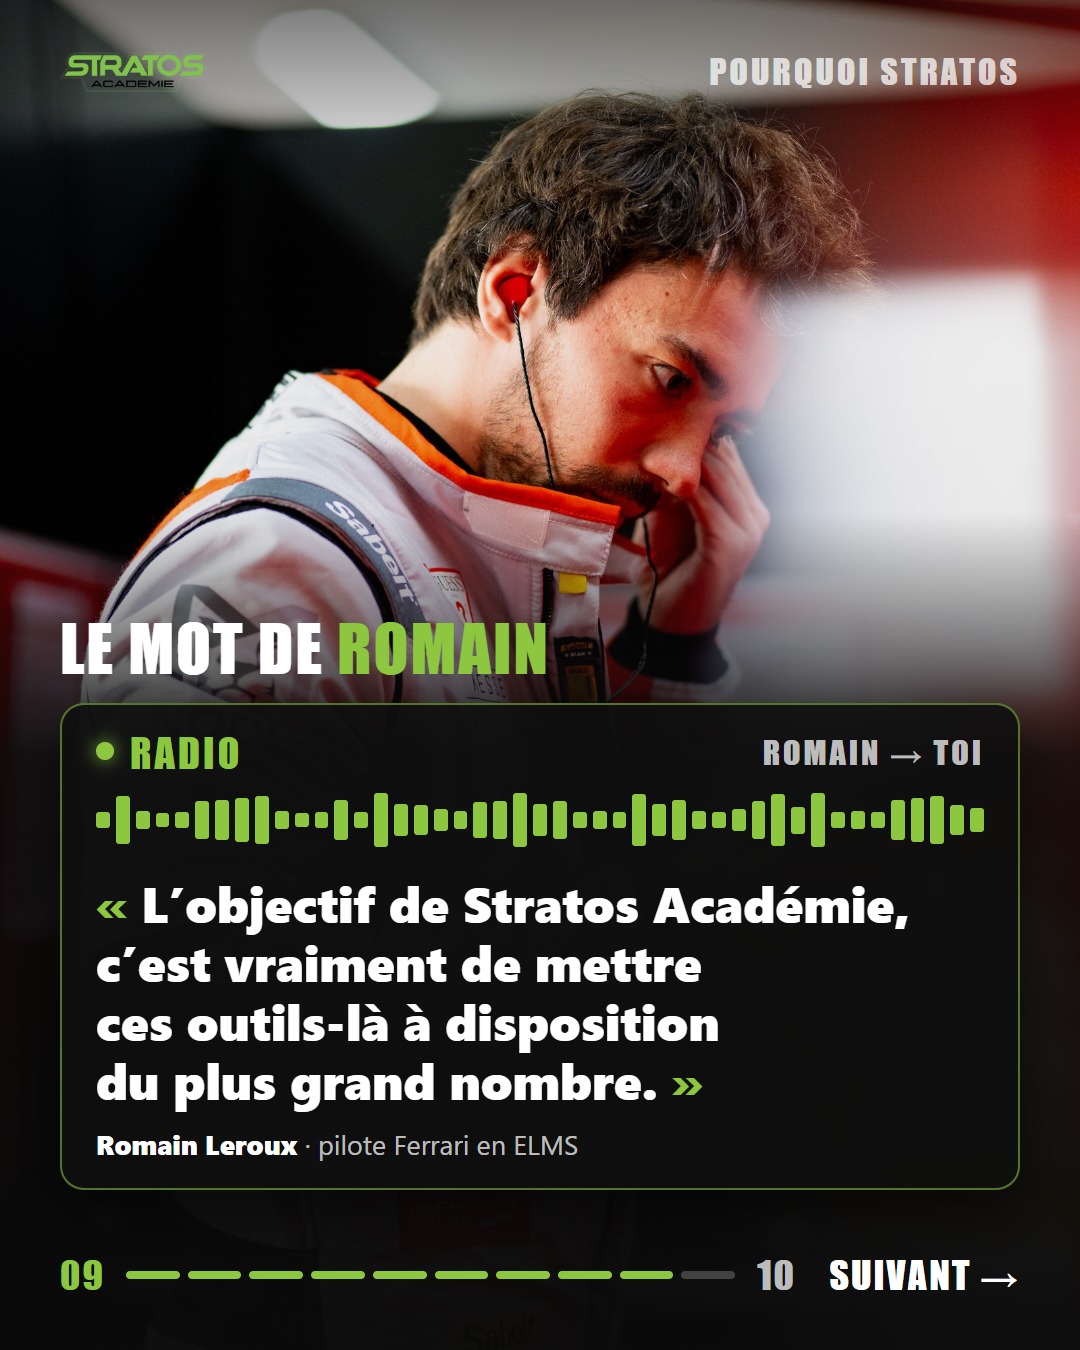 STRATOS
ACADEMIE
POURQUOI STRATOS
Sabelt
LE MOT DE ROMAIN
RADIO
ROMAIN → TOI
« L’objectif de Stratos Académie,
c’est vraiment de mettre
ces outils-là à disposition
du plus grand nombre. »
Romain Leroux · pilote Ferrari en ELMS
09
10
SUIVANT →